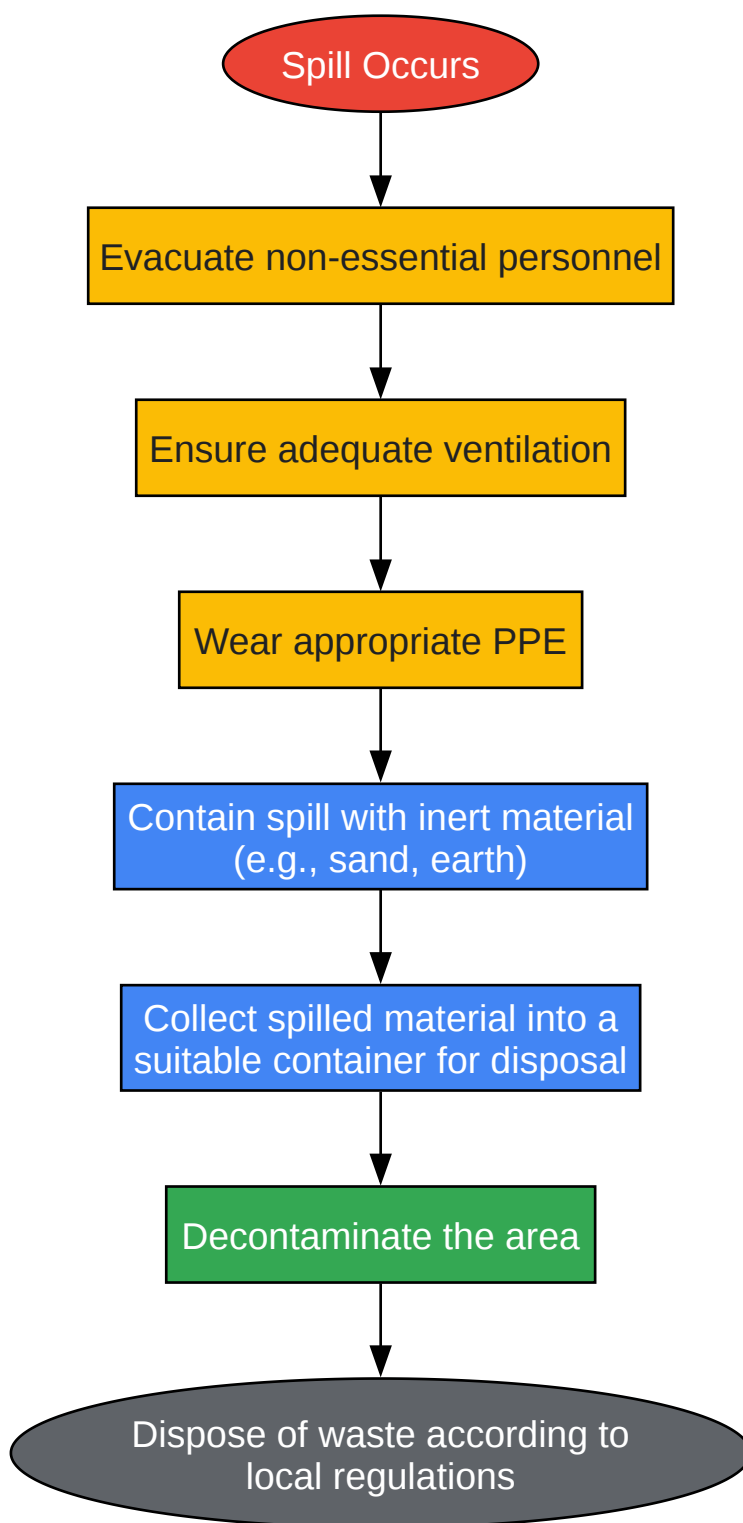 Spill Occurs
Evacuate non-essential personnel
Ensure adequate ventilation
Wear appropriate PPE
Contain spill with inert material
(e.g., sand, earth)
Collect spilled material into a
suitable container for disposal
Decontaminate the area
Dispose of waste according to
local regulations